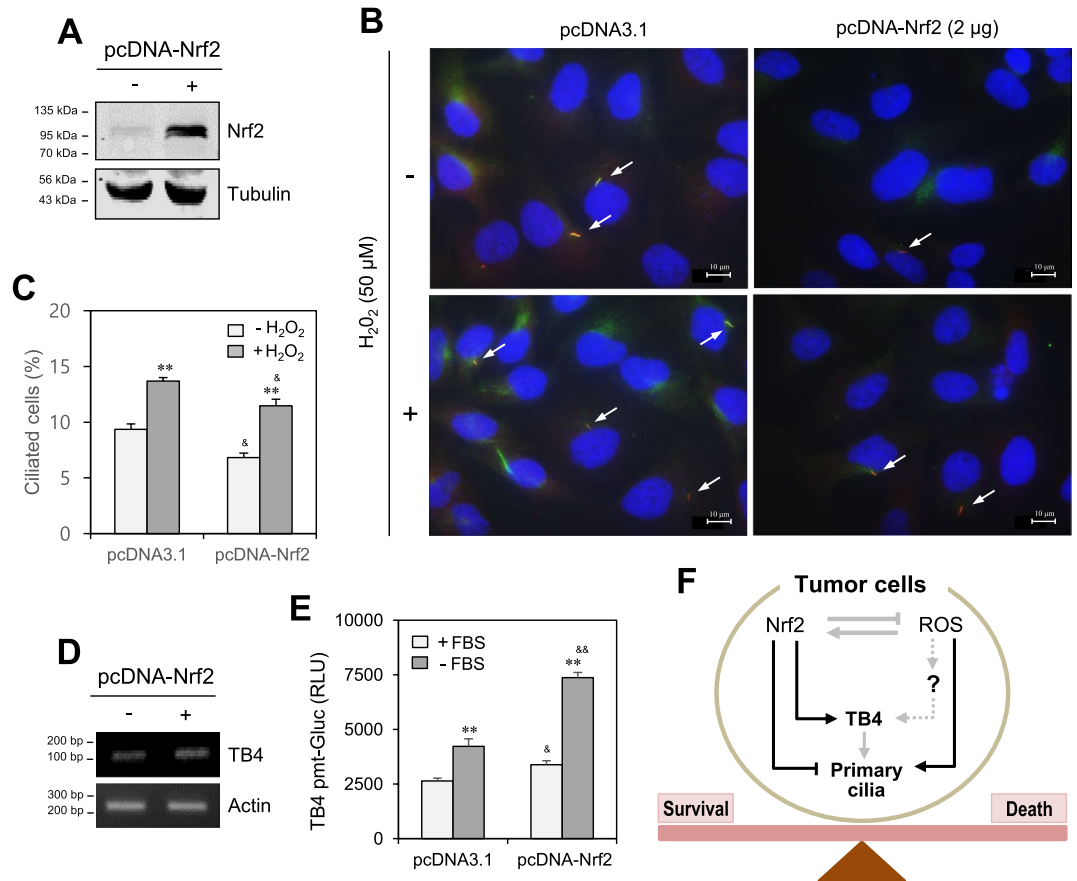 A
pcDNA-Nrf2
- +
135 kDa
95 kDa
70 kDa
Nrf2
56 kDa
43 kDa
Tubulin
B
pcDNA3.1
pcDNA-Nrf2 (2 µg)
H₂0₂ (50 µM)
-
+
10 µm
10 µm
10 µm
10 µm
C
Ciliated cells (%)
20
15
10
5
0
- H₂O₂
+ H₂O₂
**
&
&
**
pcDNA3.1
pcDNA-Nrf2
D
pcDNA-Nrf2
- +
200 bp
100 bp
TB4
300 bp
200 bp
Actin
E
TB4 pmt-Gluc (RLU)
10000
7500
5000
2500
0
+ FBS
- FBS
**
&
&&
**
pcDNA3.1
pcDNA-Nrf2
F
Tumor cells
Nrf2
ROS
?
TB4
Primary
cilia
Survival
Death